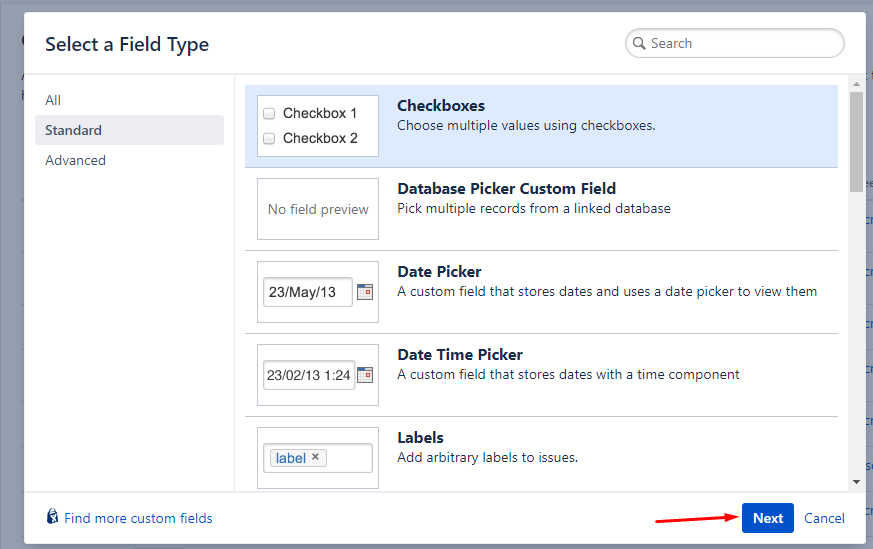 Select a Field Type
Search
All
Standard
Advanced
Checkbox 1
Checkbox 2
Checkboxes
Choose multiple values using checkboxes.
No field preview
Database Picker Custom Field
Pick multiple records from a linked database
23/May/13
Date Picker
A custom field that stores dates and uses a date picker to view them
23/02/13 1:24
Date Time Picker
A custom field that stores dates with a time component
label ×
Labels
Add arbitrary labels to issues.
Find more custom fields
Next
Cancel